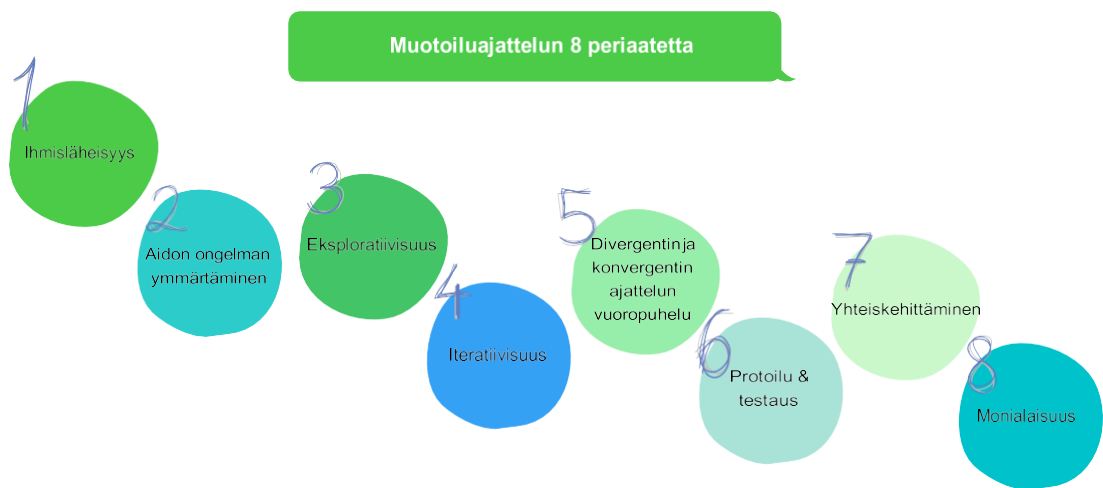 Muotoiluajattelun 8 periaatetta
1
Ihmisläheisyys
2
Aidon ongelman
ymmärtäminen
3
Eksploratiivisuus
4
Iteratiivisuus
5
Divergentin ja
konvergentin
ajattelun
vuoropuhelu
6
Protoilu &
testaus
7
Yhteiskehittäminen
8
Monialaisuus